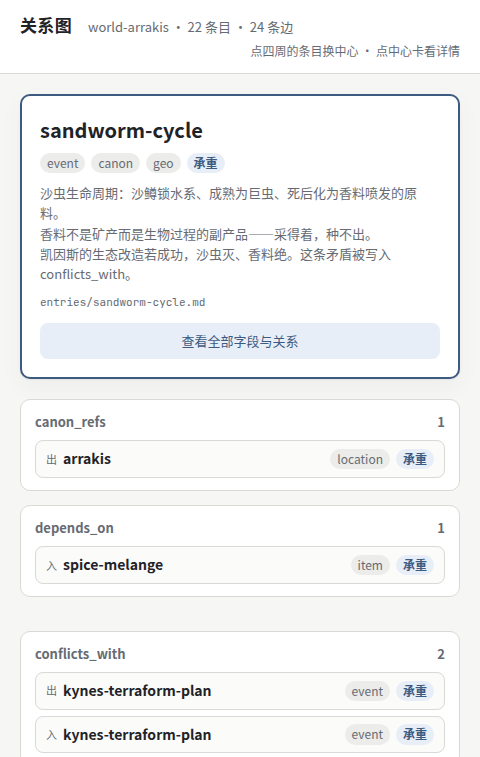 关系图
world-arrakis · 22 条目 · 24 条边
点四周的条目换中心 · 点中心卡看详情
sandworm-cycle
event canon geo 承重
沙虫生命周期：沙鳟锁水系、成熟为巨虫、死后化为香料喷发的原
料。
香料不是矿产而是生物过程的副产品——采得着，种不出。
凯因斯的生态改造若成功，沙虫灭、香料绝。这条矛盾被写入
conflicts_with。
entries/sandworm-cycle.md
查看全部字段与关系
canon_refs 1
出 arrakis location 承重
depends_on 1
入 spice-melange item 承重
conflicts_with 2
出 kynes-terraform-plan event 承重
入 kynes-terraform-plan event 承重